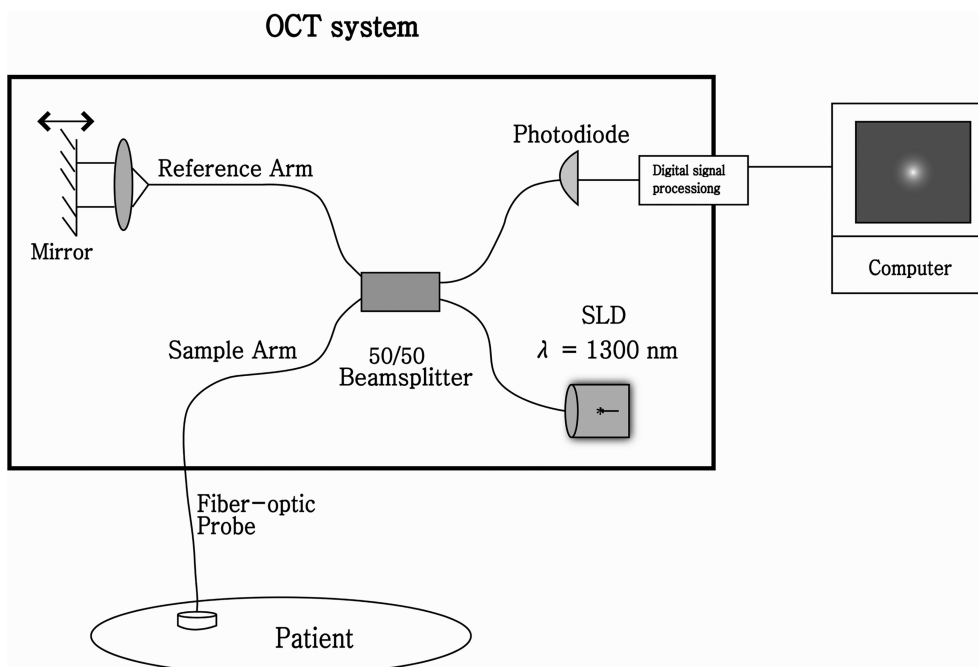 OCT system
Photodiode
Reference Arm
Digital signal
processiong
Mirror
Computer
SLD
λ = 1300 nm
Sample Arm
50/50
Beamsplitter
Fiber-optic
Probe
Patient